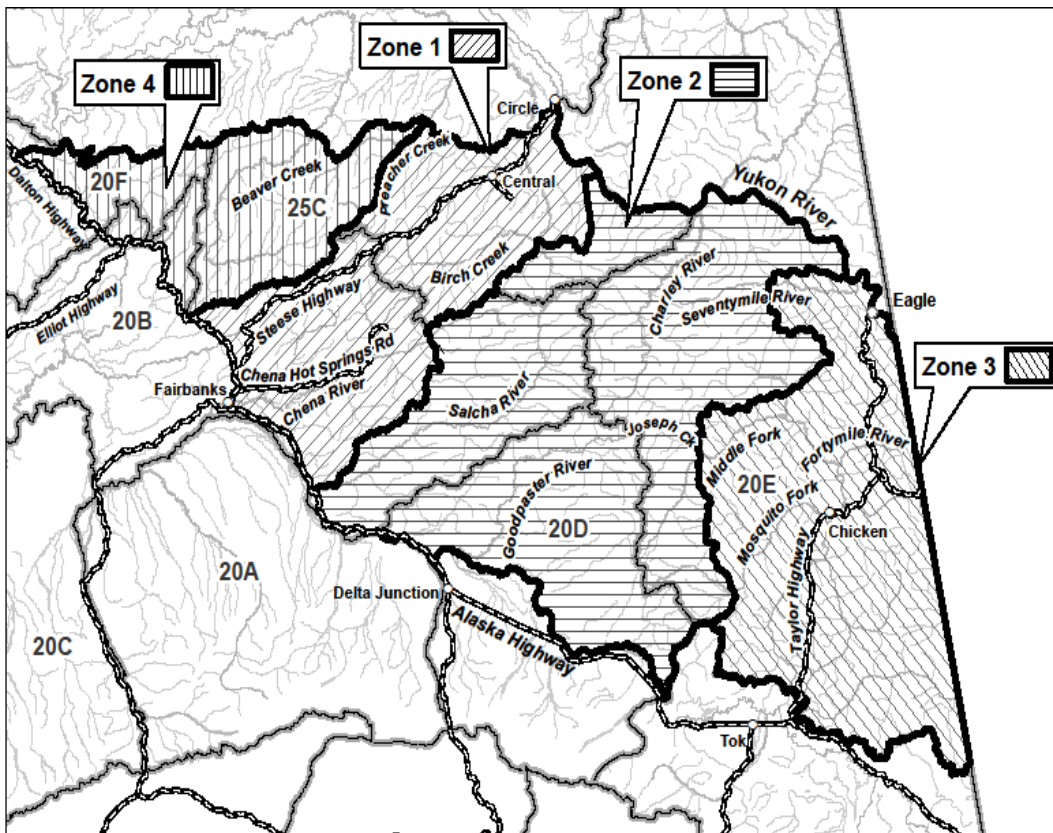 Zone 1
Zone 4
Zone 2
Circle
Preacher Creek
20F
Beaver Creek
25C
Central
Dalton Highway
Yukon River
Birch Creek
Charley River
Seventymile River
Eagle
Elliot Highway
20B
Steese Highway
Chena Hot Springs Rd
Zone 3
Fairbanks
Chena River
Salcha River
Joseph Ck
Middle Fork
Fortymile River
20E
Goodpaster River
Mosquito Fork
20D
Chicken
20A
Delta Junction
Alaska Highway
Taylor Highway
20C
Tok